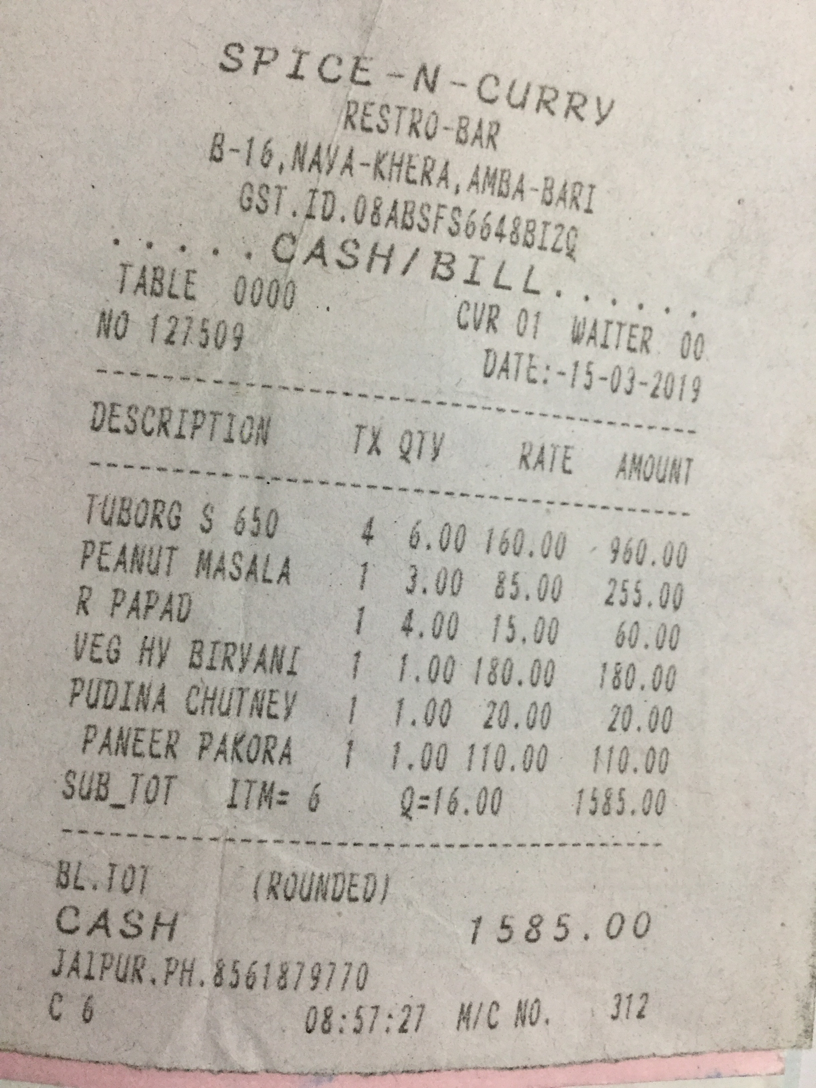 SPICE-N-CURRY
RESTRO-BAR
B-16,NAYA-KHERA,AMBA-BARI
GST.ID.08ABSFS6648BIZQ
.....CASH/BILL......
TABLE 0000 CVR 01 WAITER 00
NO 127509 DATE:-15-03-2019
DESCRIPTION TX QTY RATE AMOUNT
TUBORG S 650 4 6.00 160.00 960.00
PEANUT MASALA 1 3.00 85.00 255.00
R PAPAD 1 4.00 15.00 60.00
VEG HY BIRYANI 1 1.00 180.00 180.00
PUDINA CHUTNEY 1 1.00 20.00 20.00
PANEER PAKORA 1 1.00 110.00 110.00
SUB_TOT ITM= 6 Q=16.00 1585.00
BL.TOT (ROUNDED)
CASH 1585.00
JAIPUR.PH.8561879770
C 6 08:57:27 M/C NO. 312